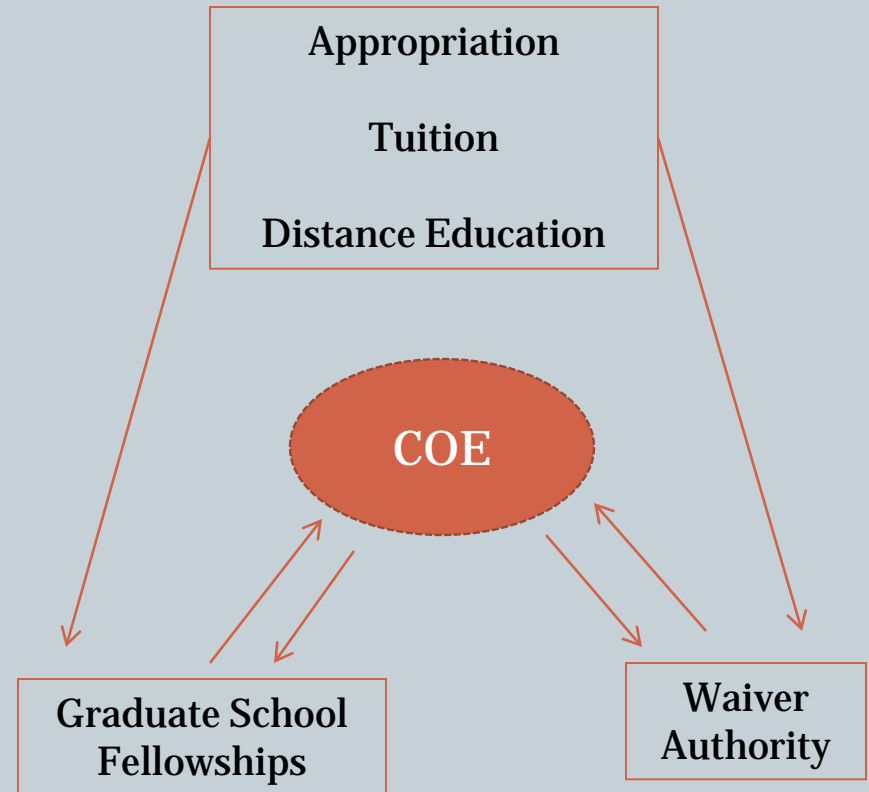 Appropriation
Tuition
Distance Education
COE
Graduate School
Fellowships
Waiver
Authority